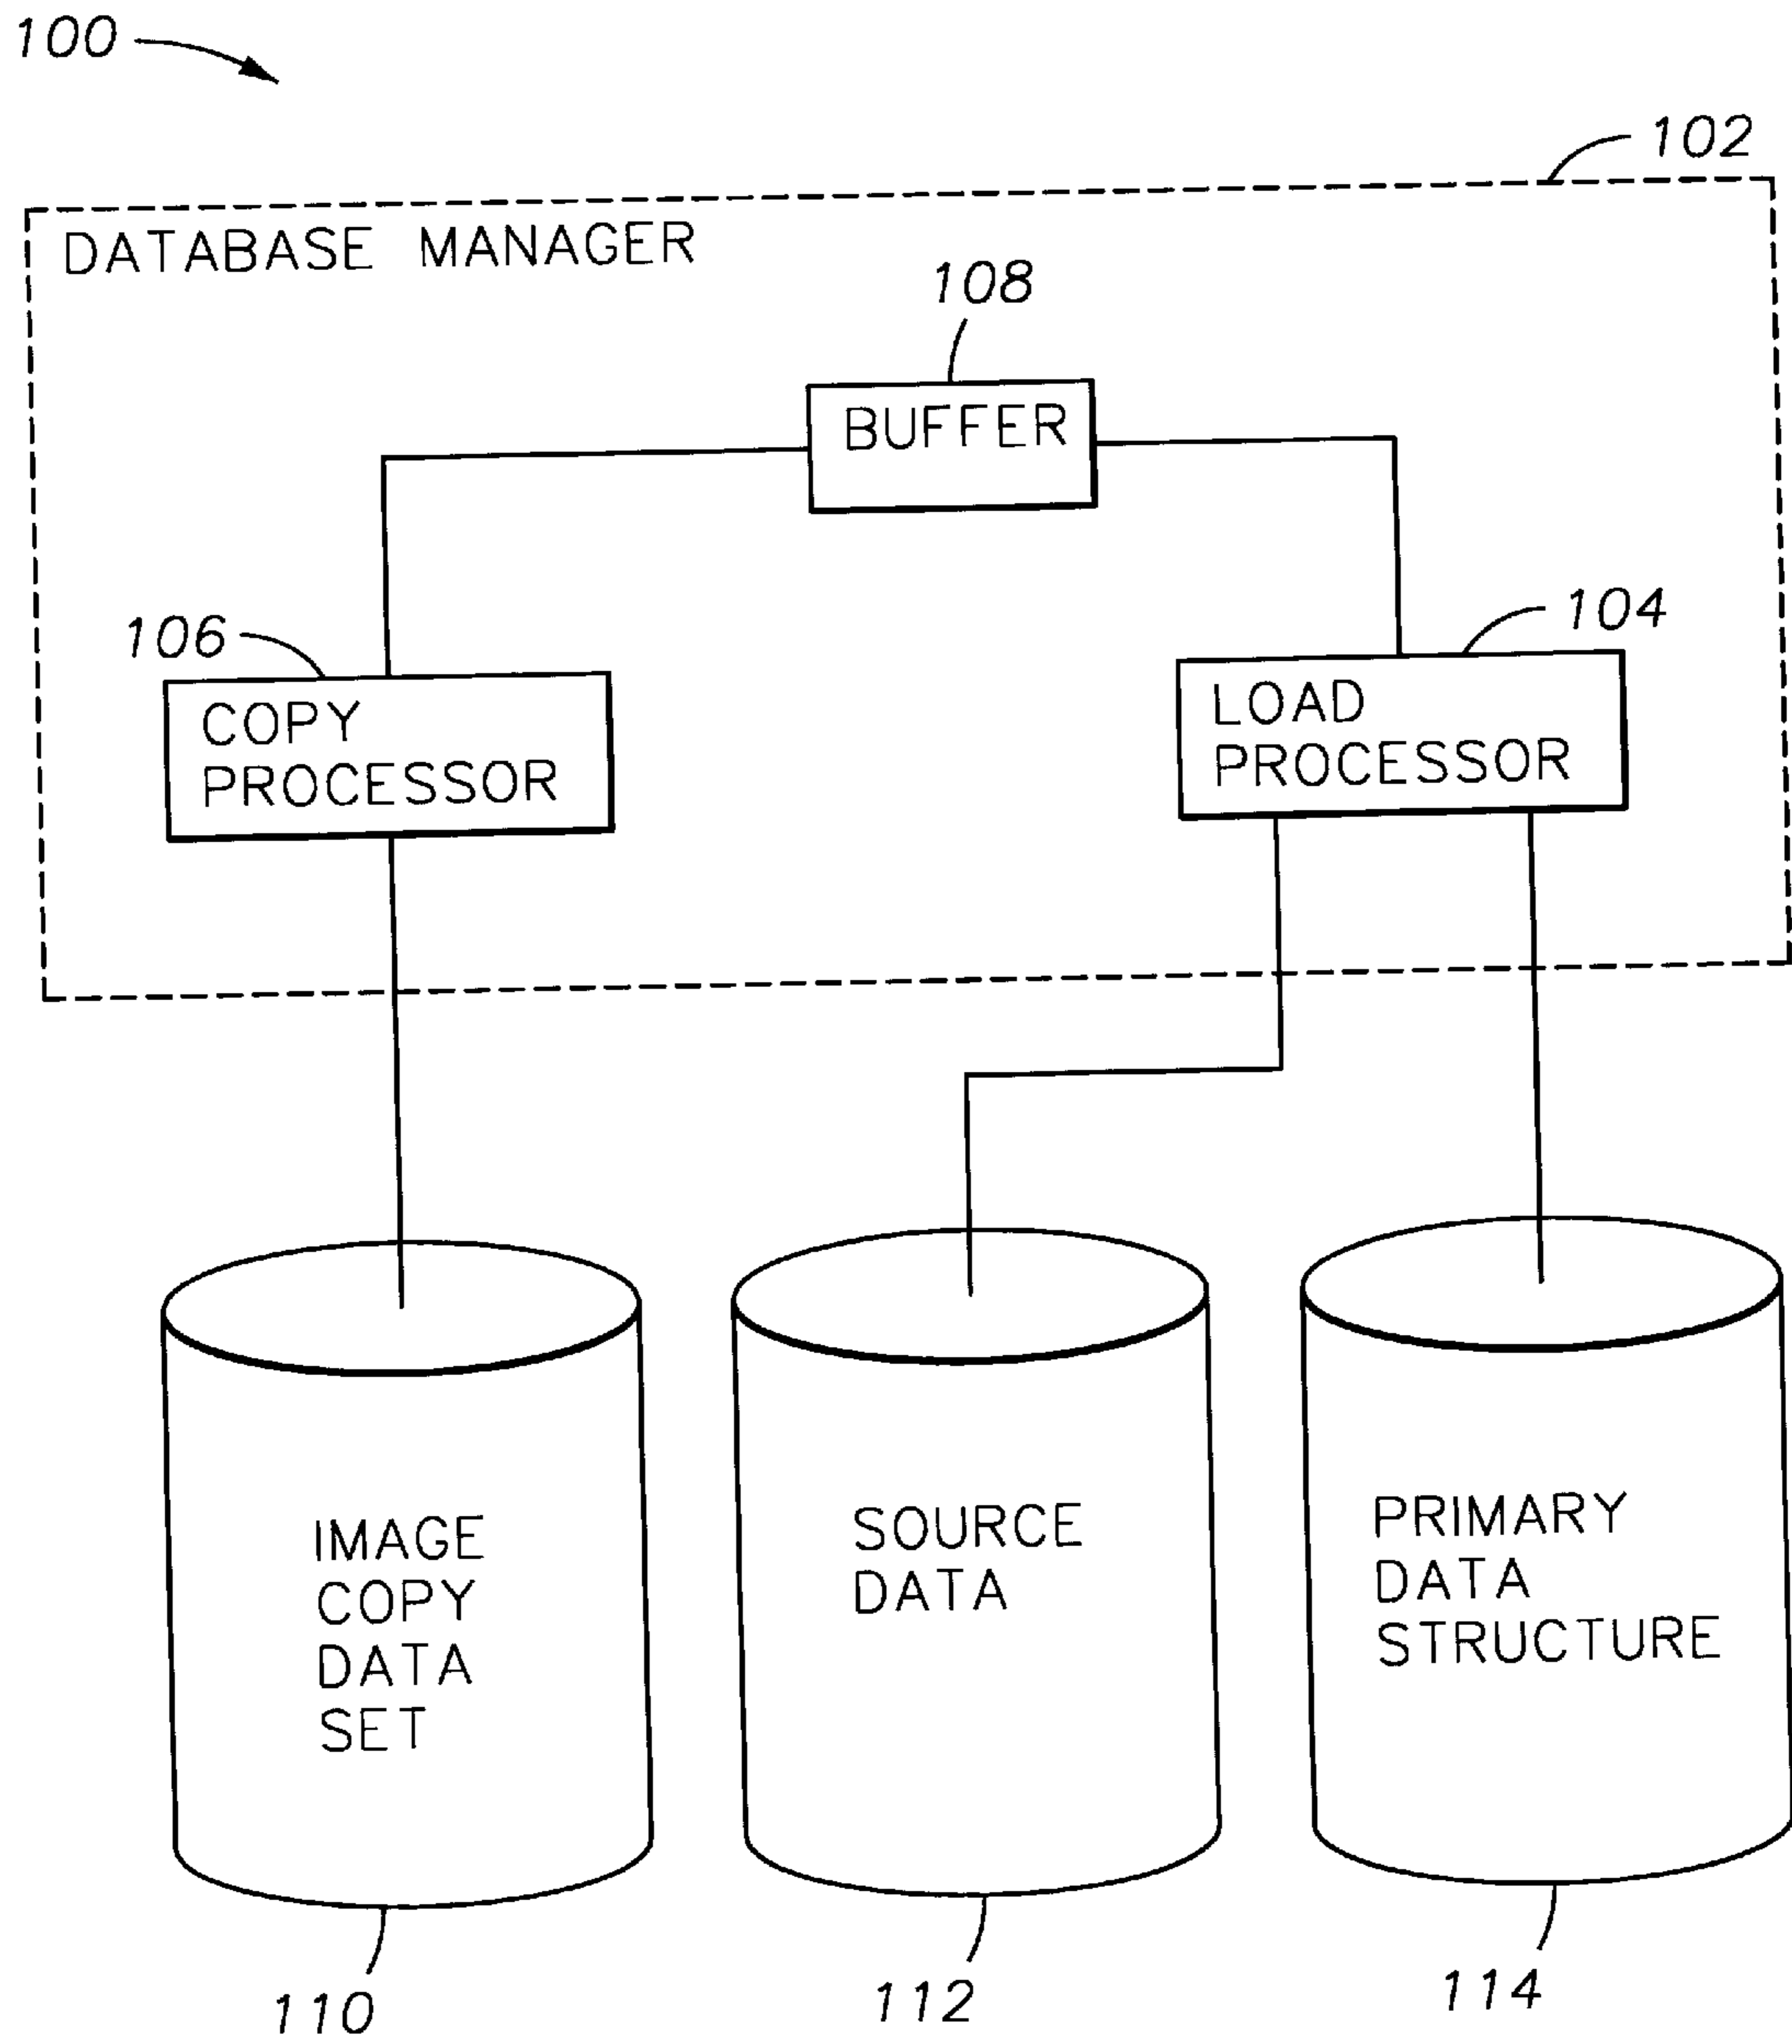 100
102
DATABASE MANAGER
108
BUFFER
106
104
COPY
PROCESSOR
LOAD
PROCESSOR
IMAGE
COPY
DATA
SET
SOURCE
DATA
PRIMARY
DATA
STRUCTURE
110
112
114